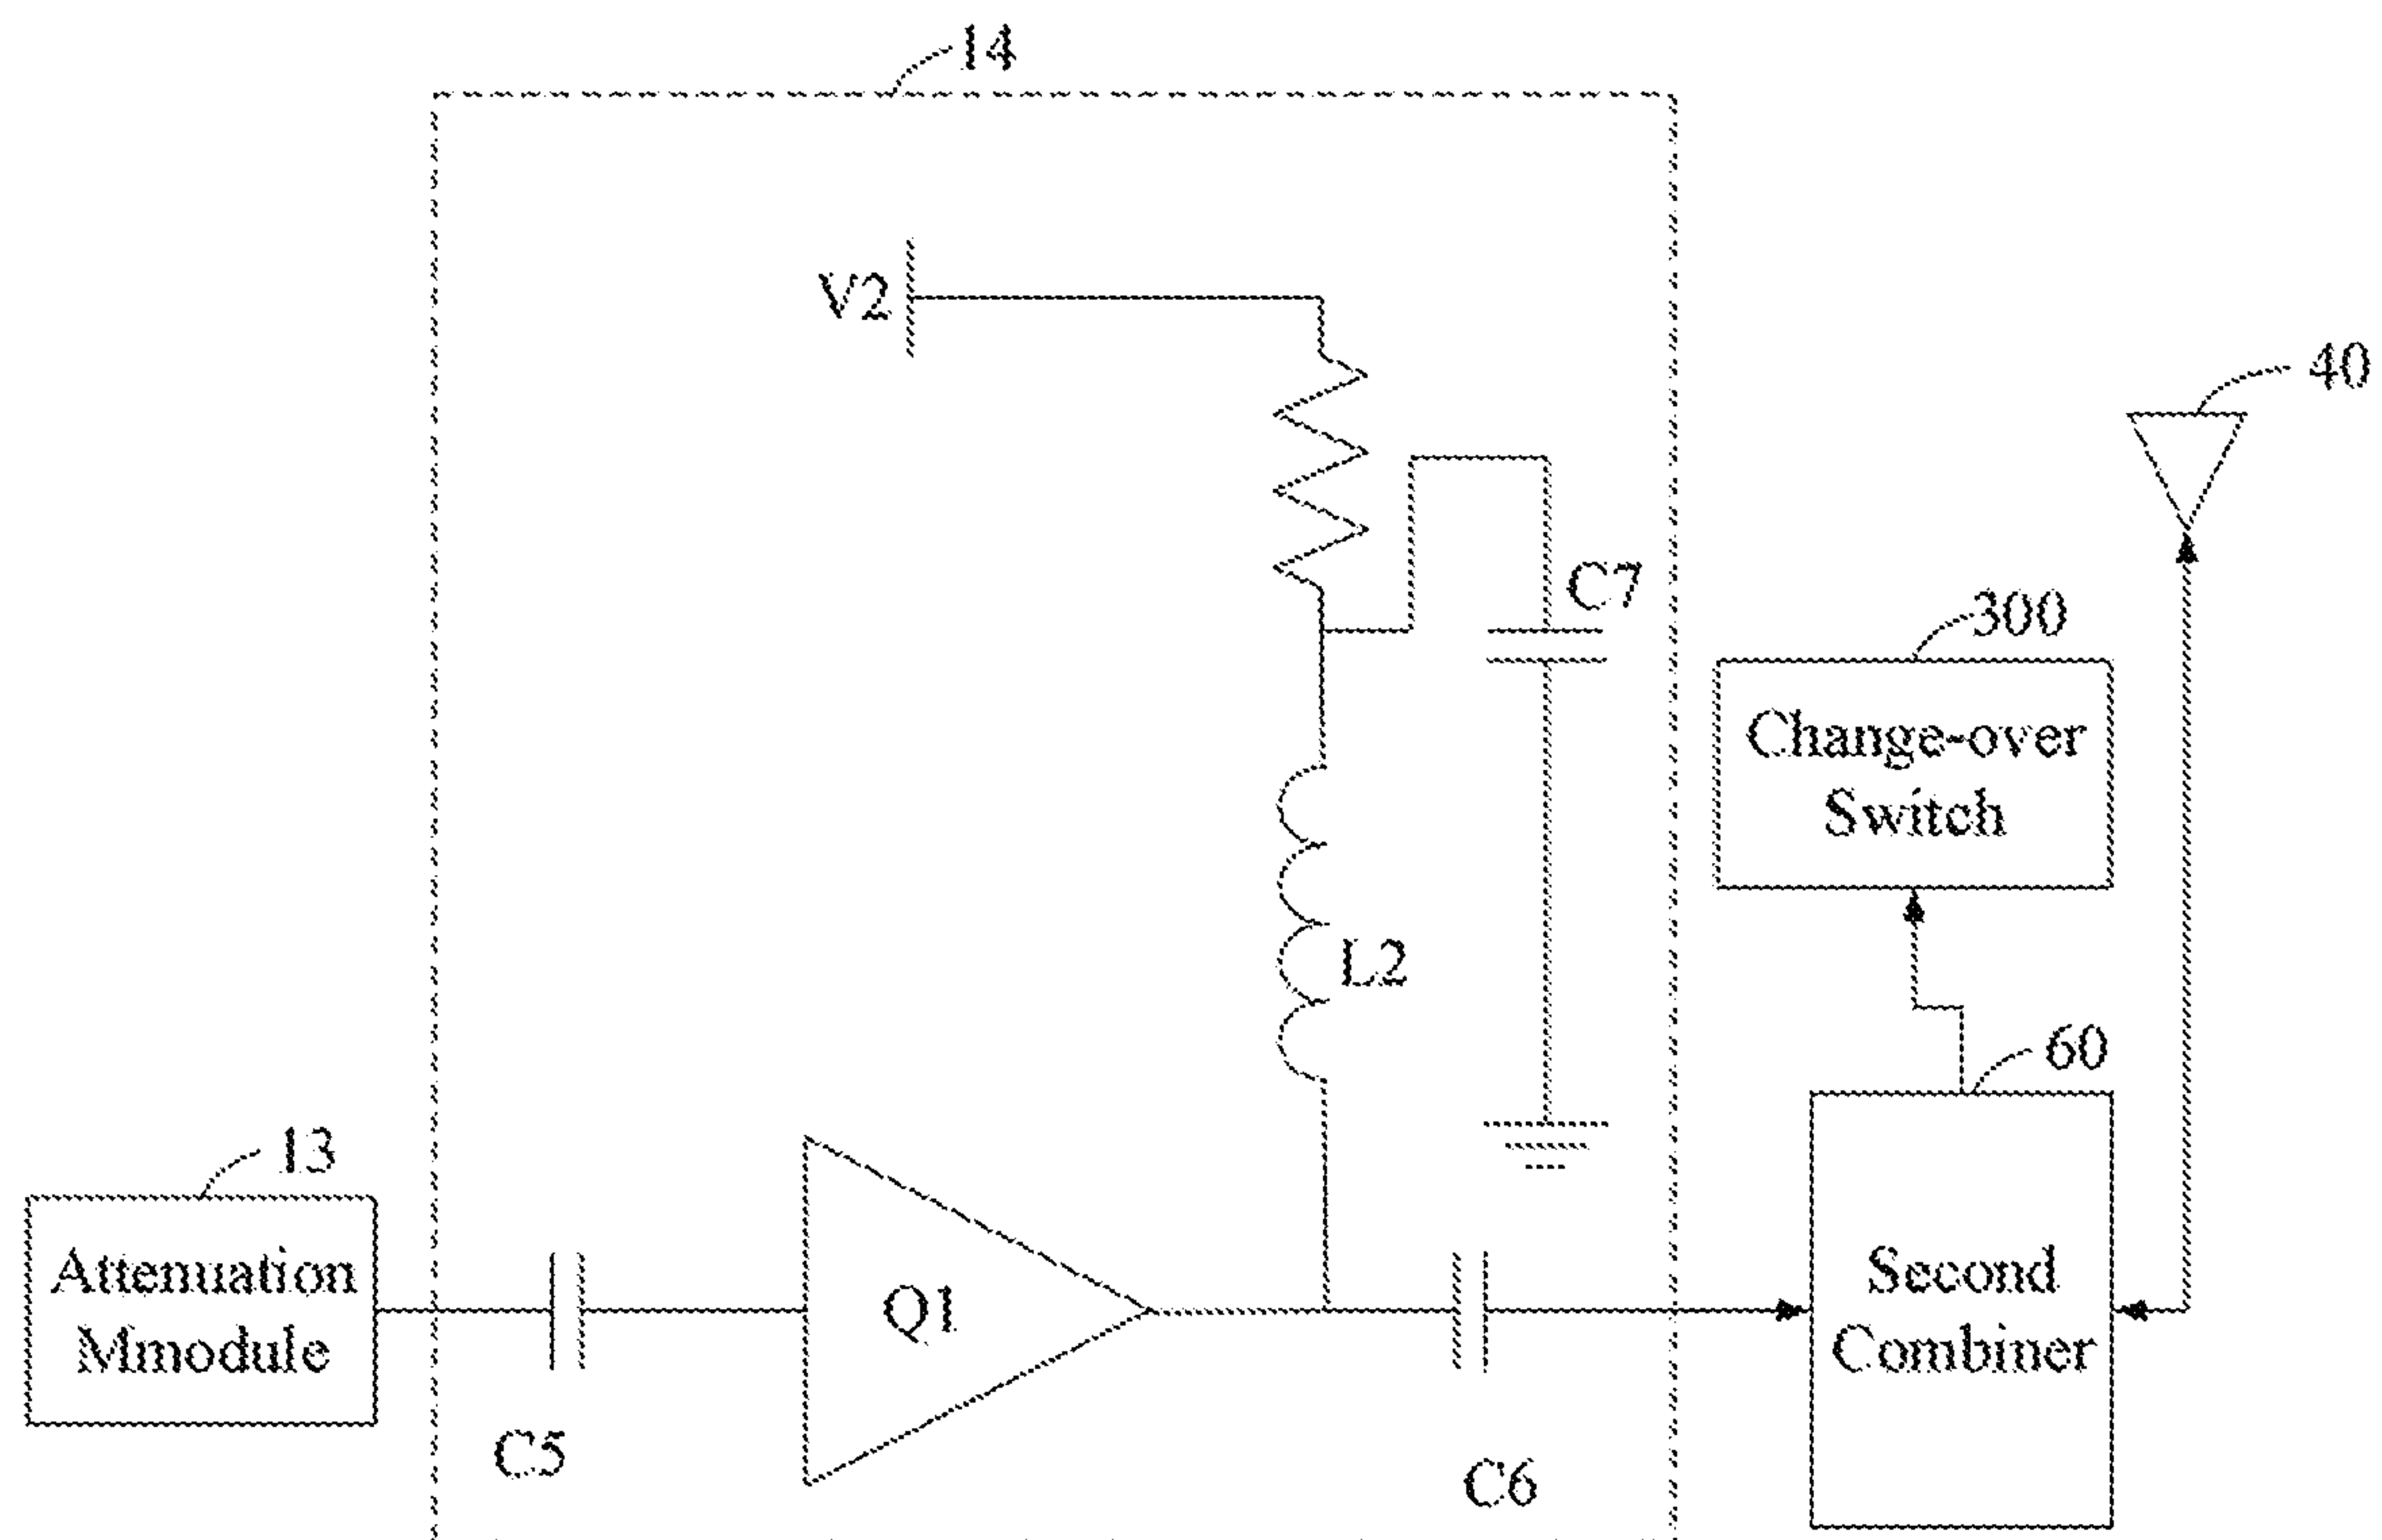 14
V2
40
C7
300
Change-over
Switch
L2
60
13
Attenuation
Mmodule
Q1
Second
Combiner
C5
C6